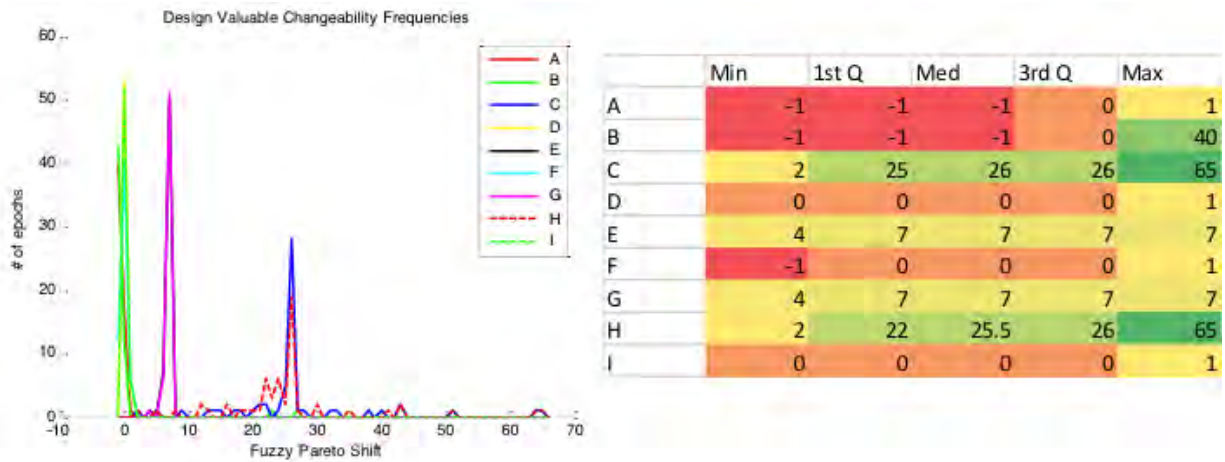 Design Valuable Changeability Frequencies
60
50
40
30
20
10
0
# of epochs
-10 0 10 20 30 40 50 60 70
Fuzzy Pareto Shift
A
B
C
D
E
F
G
H
I
Min 1st Q Med 3rd Q Max
A -1 -1 -1 0 1
B -1 -1 -1 0 40
C 2 25 26 26 65
D 0 0 0 0 1
E 4 7 7 7 7
F -1 0 0 0 1
G 4 7 7 7 7
H 2 22 25.5 26 65
I 0 0 0 0 1